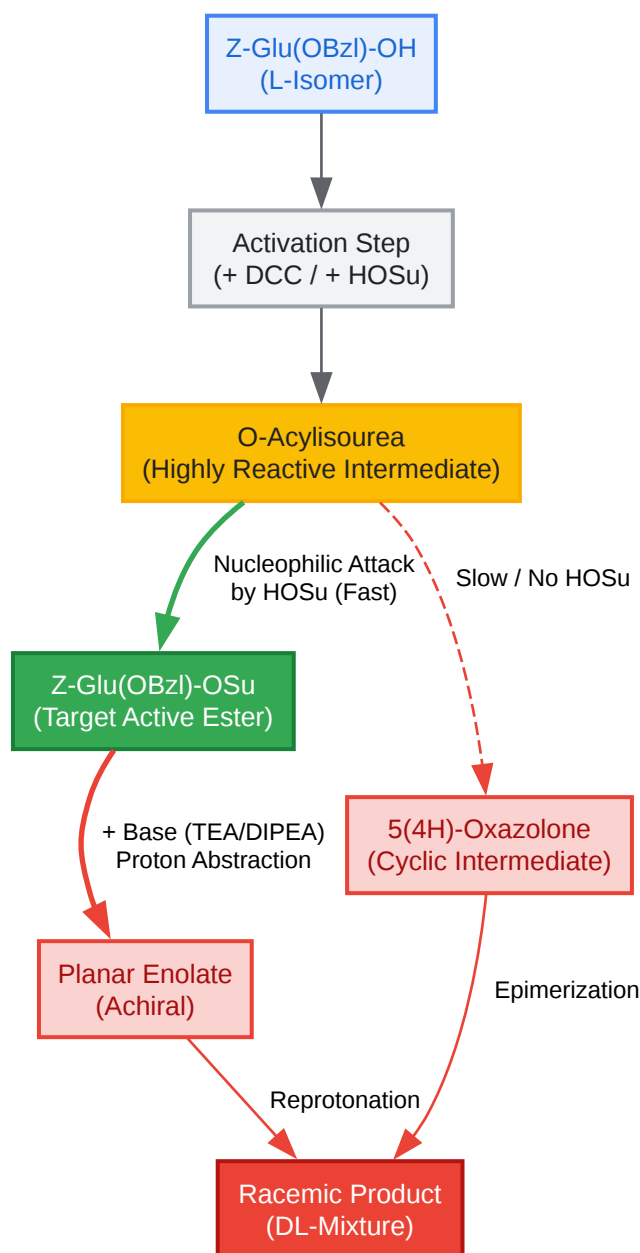 Z-Glu(OBzl)-OH
(L-Isomer)
Activation Step
(+ DCC / + HOSu)
O-Acylisourea
(Highly Reactive Intermediate)
Nucleophilic Attack
by HOSu (Fast)
Slow / No HOSu
Z-Glu(OBzl)-OSu
(Target Active Ester)
+ Base (TEA/DIPEA)
Proton Abstraction
5(4H)-Oxazolone
(Cyclic Intermediate)
Planar Enolate
(Achiral)
Epimerization
Reprotonation
Racemic Product
(DL-Mixture)